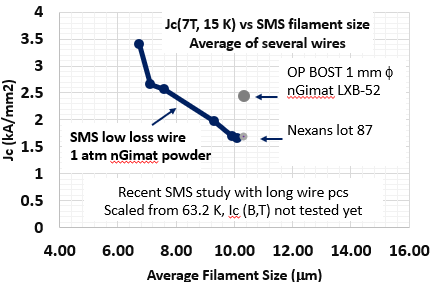 Jc(7T, 15 K) vs SMS filament size
Average of several wires
OP BOST 1 mm ϕ
nGimat LXB-52
Nexans lot 87
SMS low loss wire
1 atm nGimat powder
Recent SMS study with long wire pcs
Scaled from 63.2 K, Ic (B,T) not tested yet
Jc (kA/mm2)
4
3.5
3
2.5
2
1.5
1
0.5
0
4.00 6.00 8.00 10.00 12.00 14.00 16.00
Average Filament Size (μm)